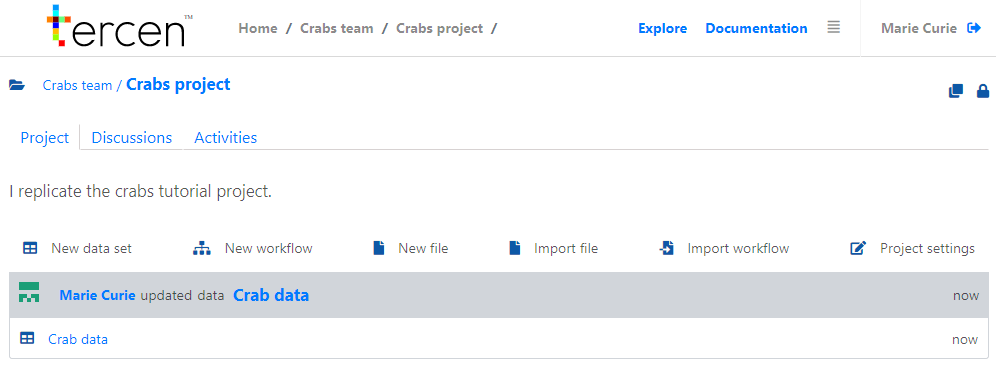 tercen™
Home / Crabs team / Crabs project /
Explore Documentation Marie Curie
Crabs team / Crabs project
Project Discussions Activities
I replicate the crabs tutorial project.
New data set New workflow New file Import file Import workflow Project settings
Marie Curie updated data Crab data now
Crab data now